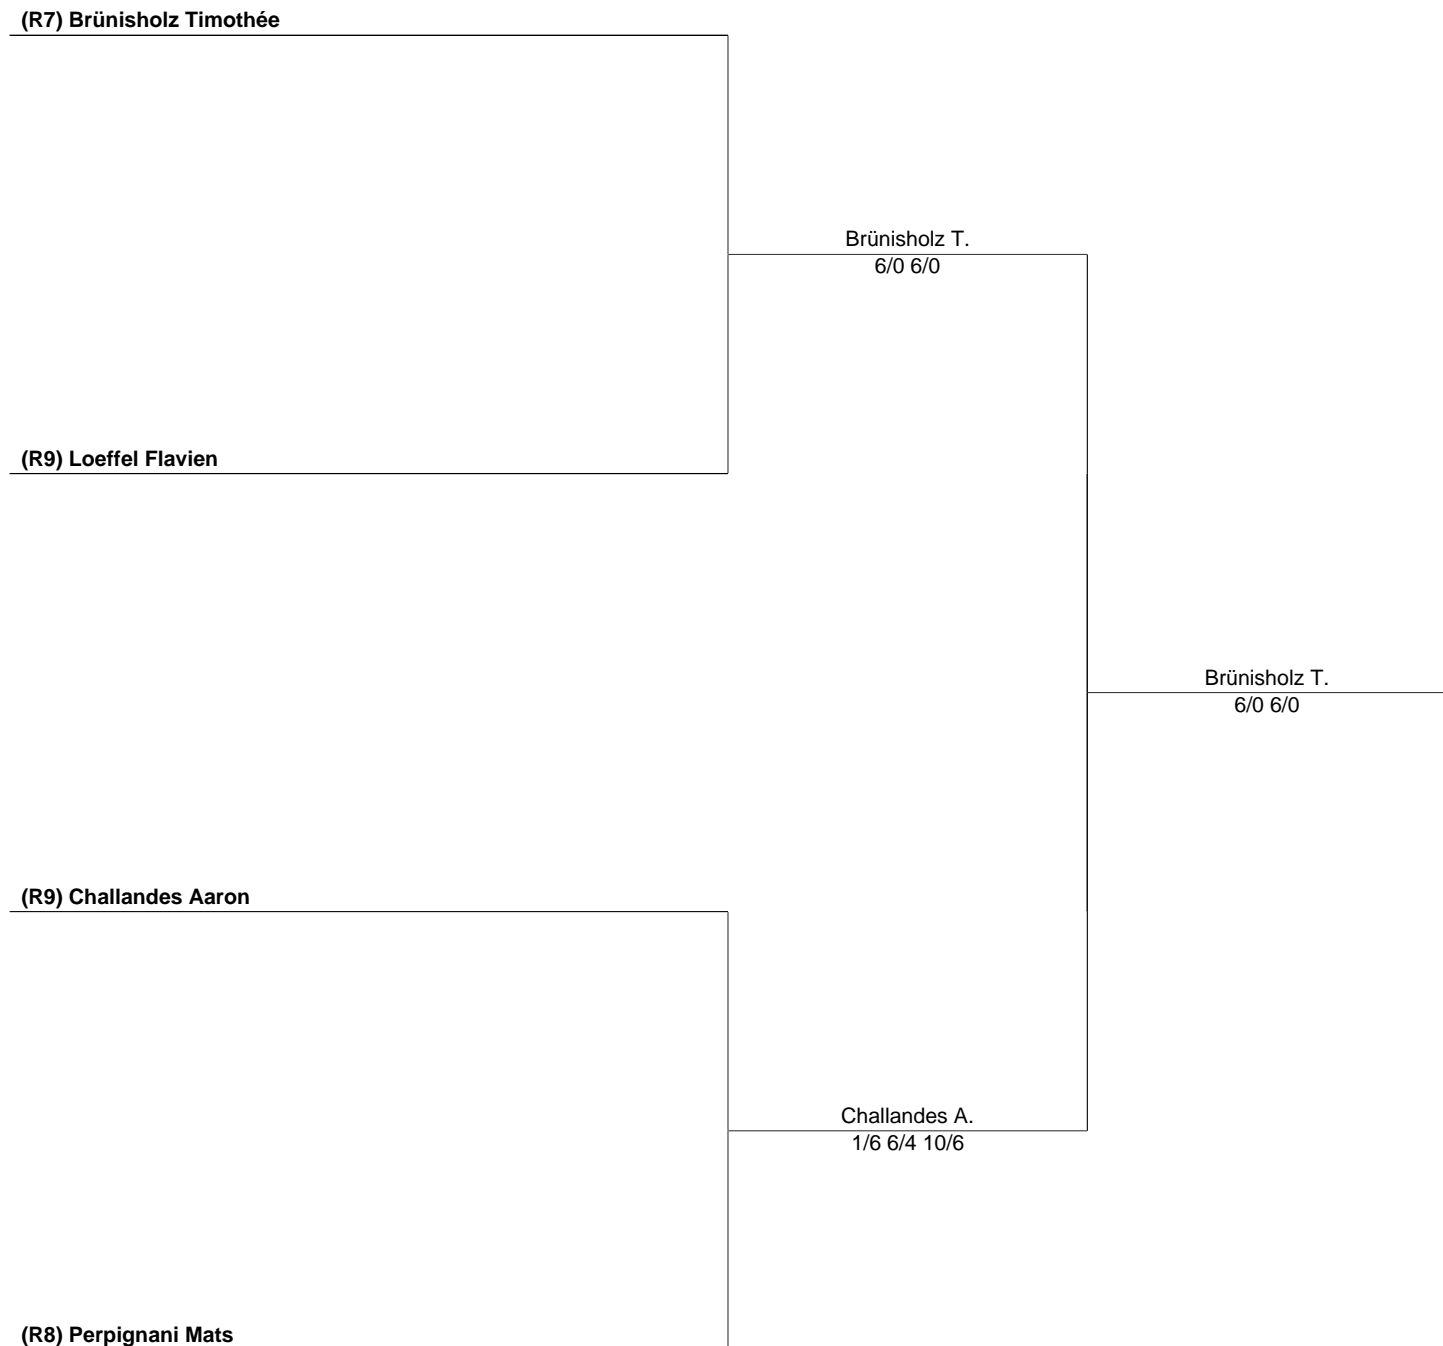 (R7) Brünisholz Timothée
Brünisholz T.
6/0 6/0
(R9) Loeffel Flavien
Brünisholz T.
6/0 6/0
(R9) Challandes Aaron
Challandes A.
1/6 6/4 10/6
(R8) Perpignani Mats